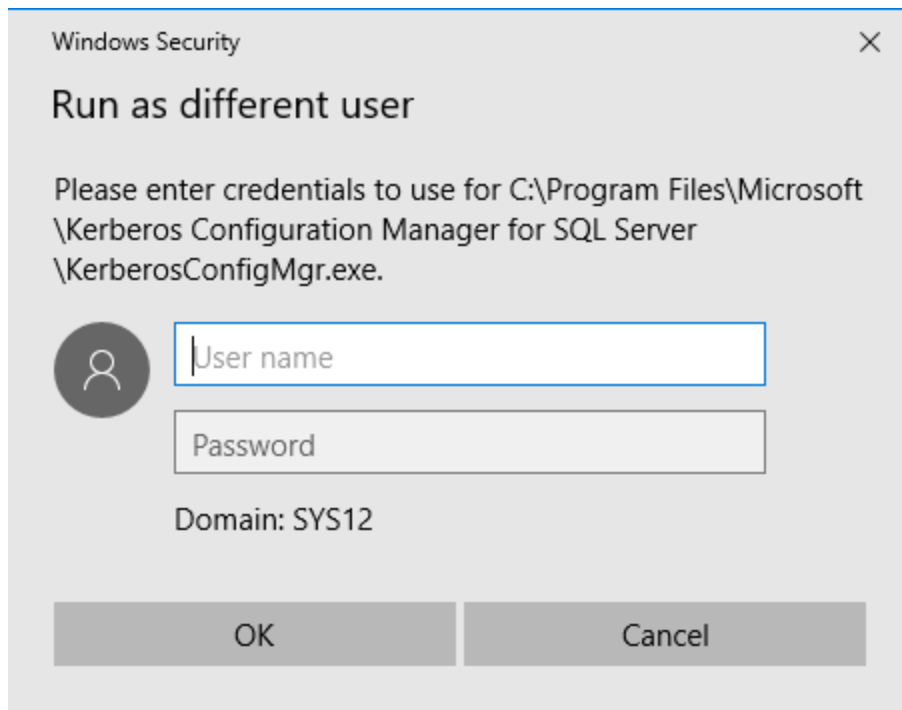 Windows Security
Run as different user
Please enter credentials to use for C:\Program Files\Microsoft
\Kerberos Configuration Manager for SQL Server
\KerberosConfigMgr.exe.
User name
Password
Domain: SYS12
OK Cancel